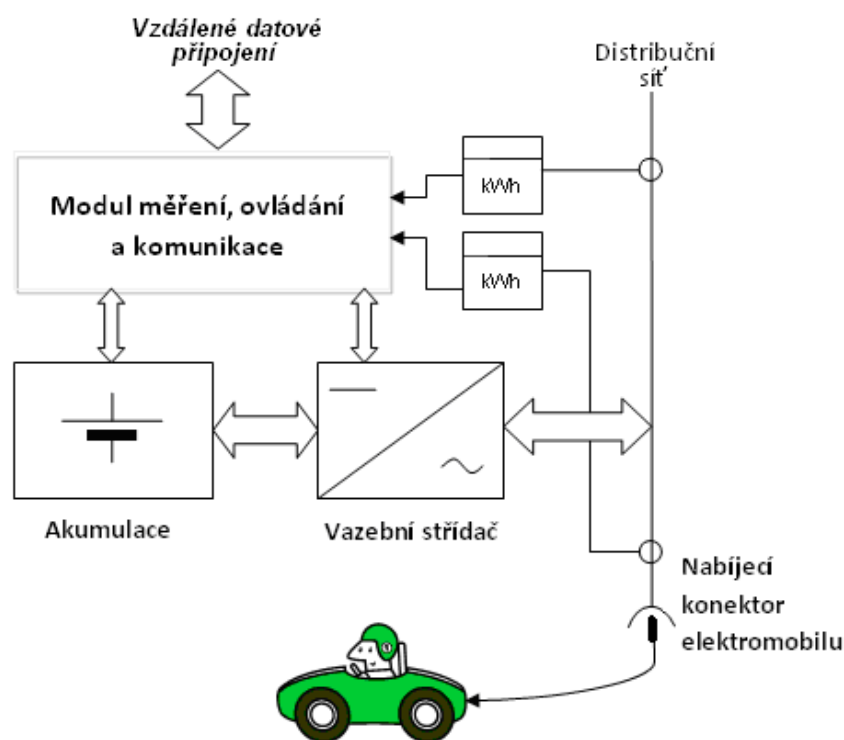 Vzdálené datové
připojení
Distribuční
síť
Modul měření, ovládání
a komunikace
kWh
kWh
Akumulace
Vazební střídač
Nabíjecí
konektor
elektromobilu